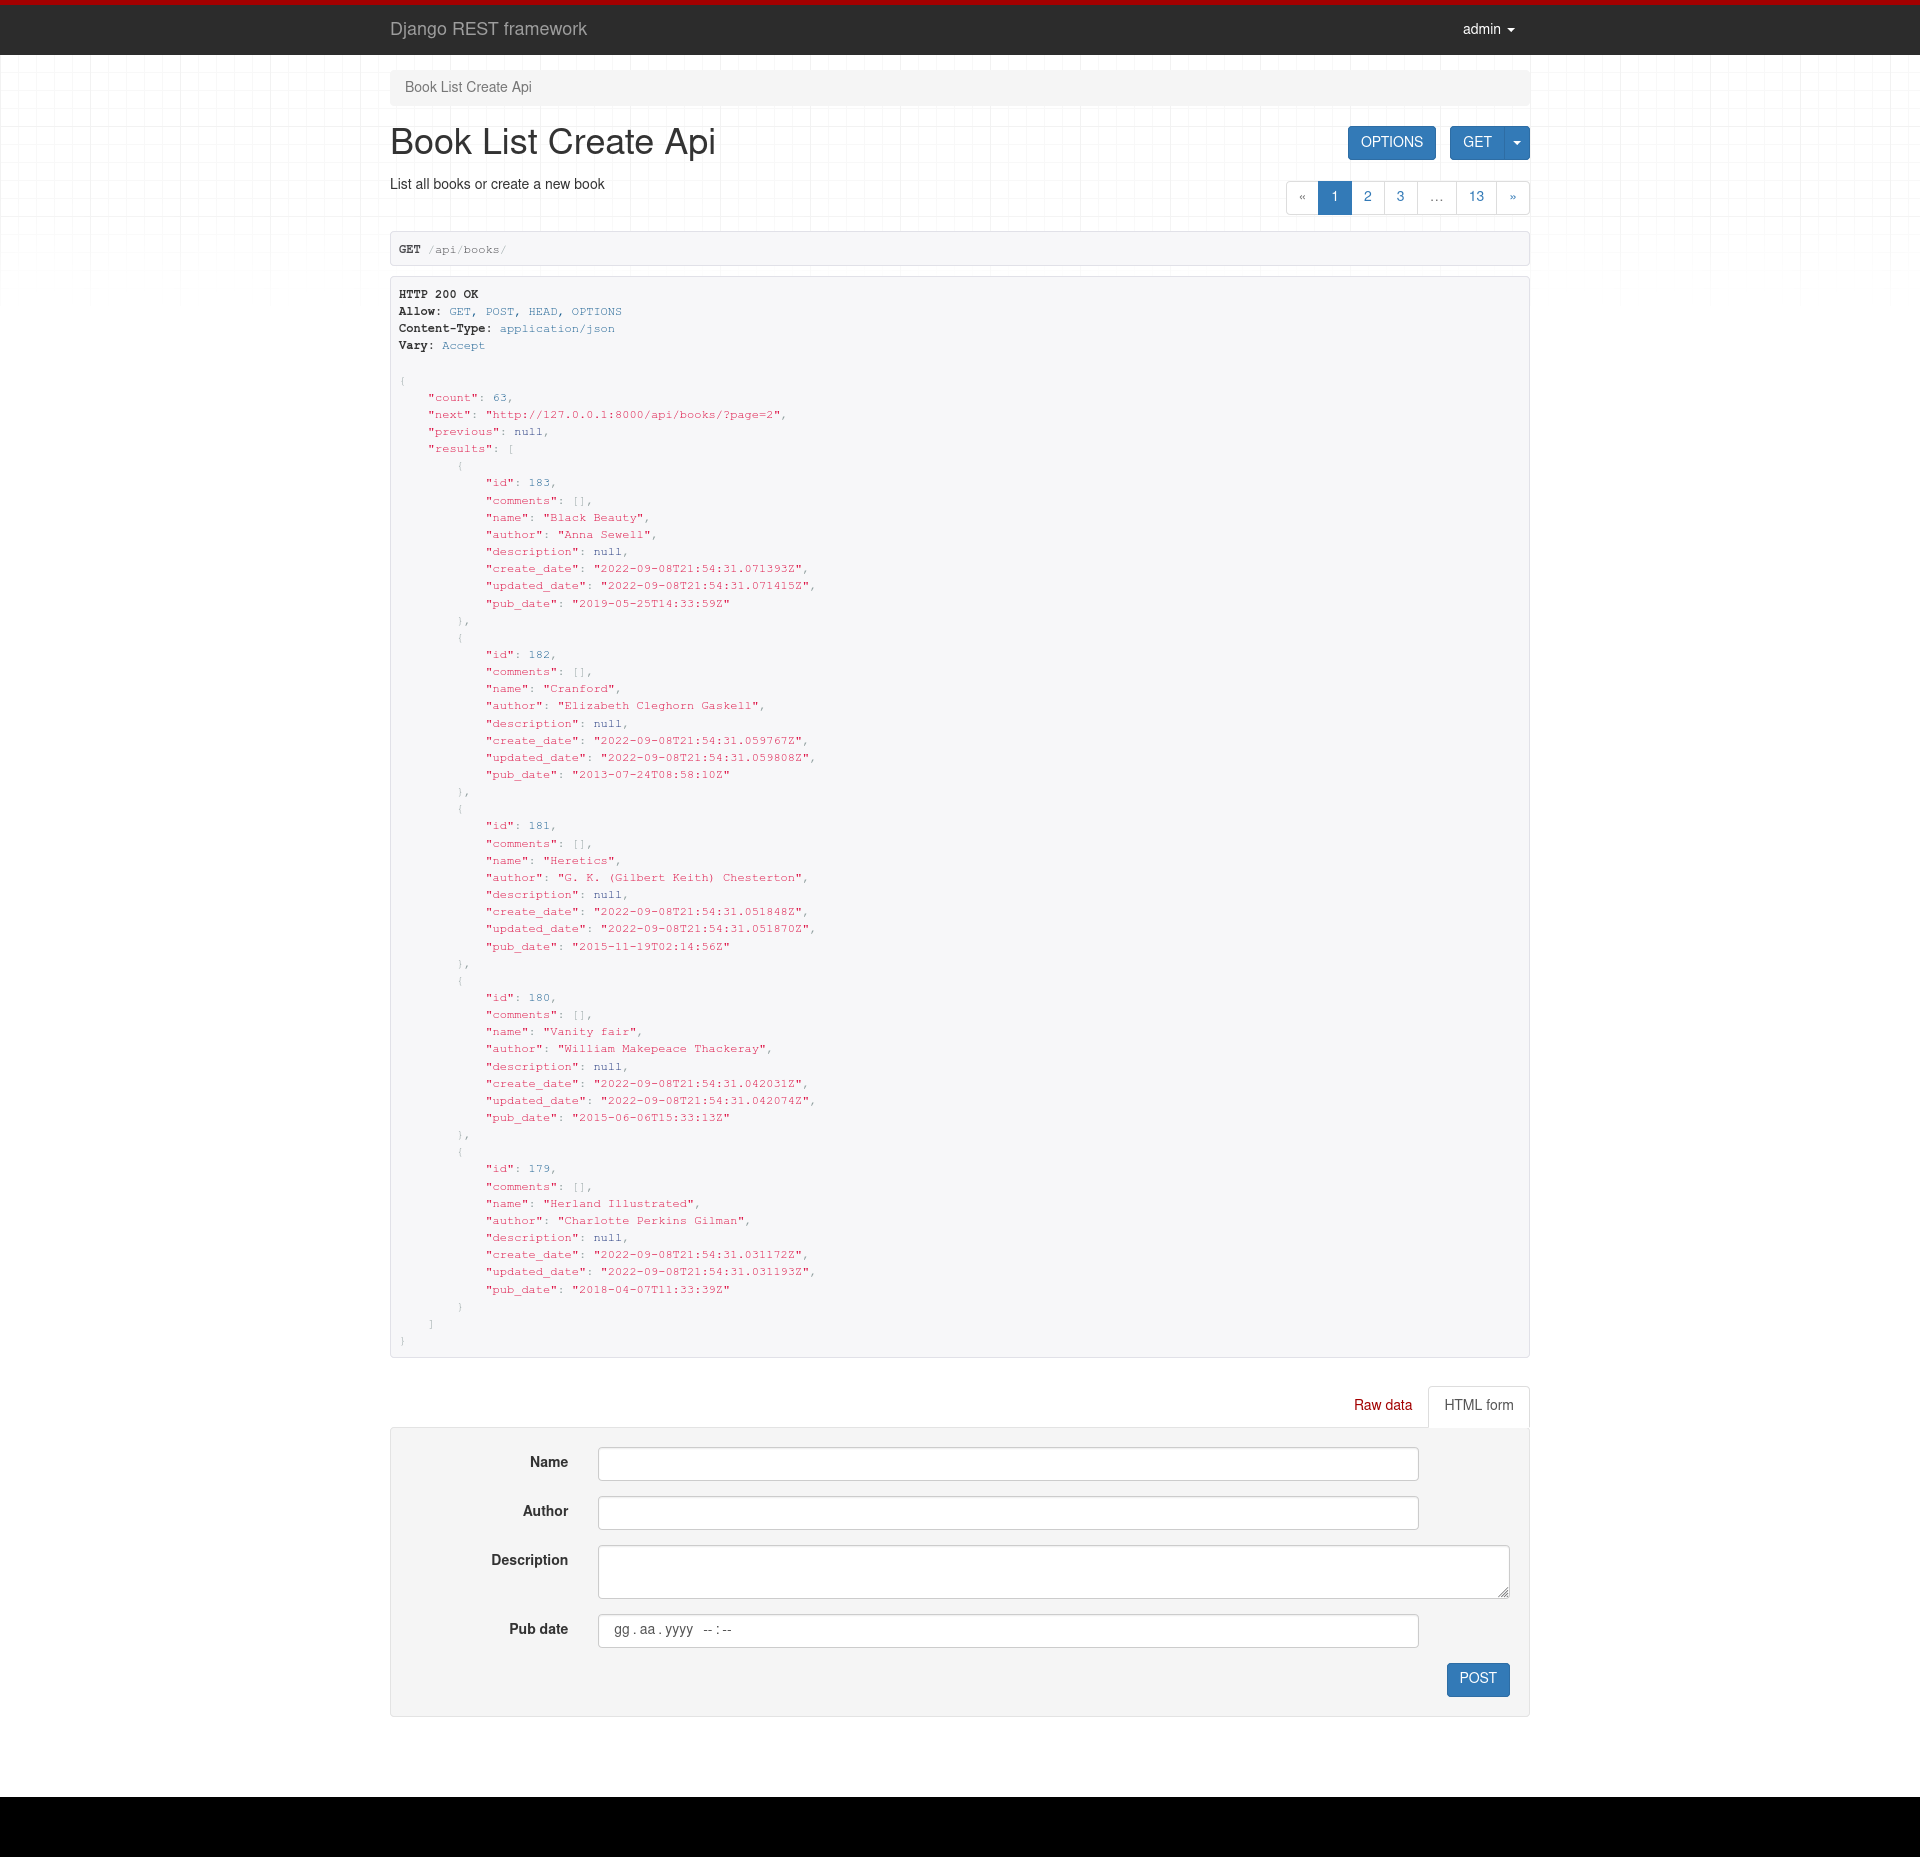 Django REST framework
admin
Book List Create Api
Book List Create Api
OPTIONS
GET
List all books or create a new book
« 1 2 3 … 13 »
GET /api/books/
HTTP 200 OK
Allow: GET, POST, HEAD, OPTIONS
Content-Type: application/json
Vary: Accept
{
    "count": 63,
    "next": "http://127.0.0.1:8000/api/books/?page=2",
    "previous": null,
    "results": [
        {
            "id": 183,
            "comments": [],
            "name": "Black Beauty",
            "author": "Anna Sewell",
            "description": null,
            "create_date": "2022-09-08T21:54:31.071393Z",
            "updated_date": "2022-09-08T21:54:31.071415Z",
            "pub_date": "2019-05-25T14:33:59Z"
        },
        {
            "id": 182,
            "comments": [],
            "name": "Cranford",
            "author": "Elizabeth Cleghorn Gaskell",
            "description": null,
            "create_date": "2022-09-08T21:54:31.059767Z",
            "updated_date": "2022-09-08T21:54:31.059808Z",
            "pub_date": "2013-07-24T08:58:10Z"
        },
        {
            "id": 181,
            "comments": [],
            "name": "Heretics",
            "author": "G. K. (Gilbert Keith) Chesterton",
            "description": null,
            "create_date": "2022-09-08T21:54:31.051848Z",
            "updated_date": "2022-09-08T21:54:31.051870Z",
            "pub_date": "2015-11-19T02:14:56Z"
        },
        {
            "id": 180,
            "comments": [],
            "name": "Vanity fair",
            "author": "William Makepeace Thackeray",
            "description": null,
            "create_date": "2022-09-08T21:54:31.042031Z",
            "updated_date": "2022-09-08T21:54:31.042074Z",
            "pub_date": "2015-06-06T15:33:13Z"
        },
        {
            "id": 179,
            "comments": [],
            "name": "Herland Illustrated",
            "author": "Charlotte Perkins Gilman",
            "description": null,
            "create_date": "2022-09-08T21:54:31.031172Z",
            "updated_date": "2022-09-08T21:54:31.031193Z",
            "pub_date": "2018-04-07T11:33:39Z"
        }
    ]
}
Raw data
HTML form
Name
Author
Description
Pub date
gg . aa . yyyy -- : --
POST